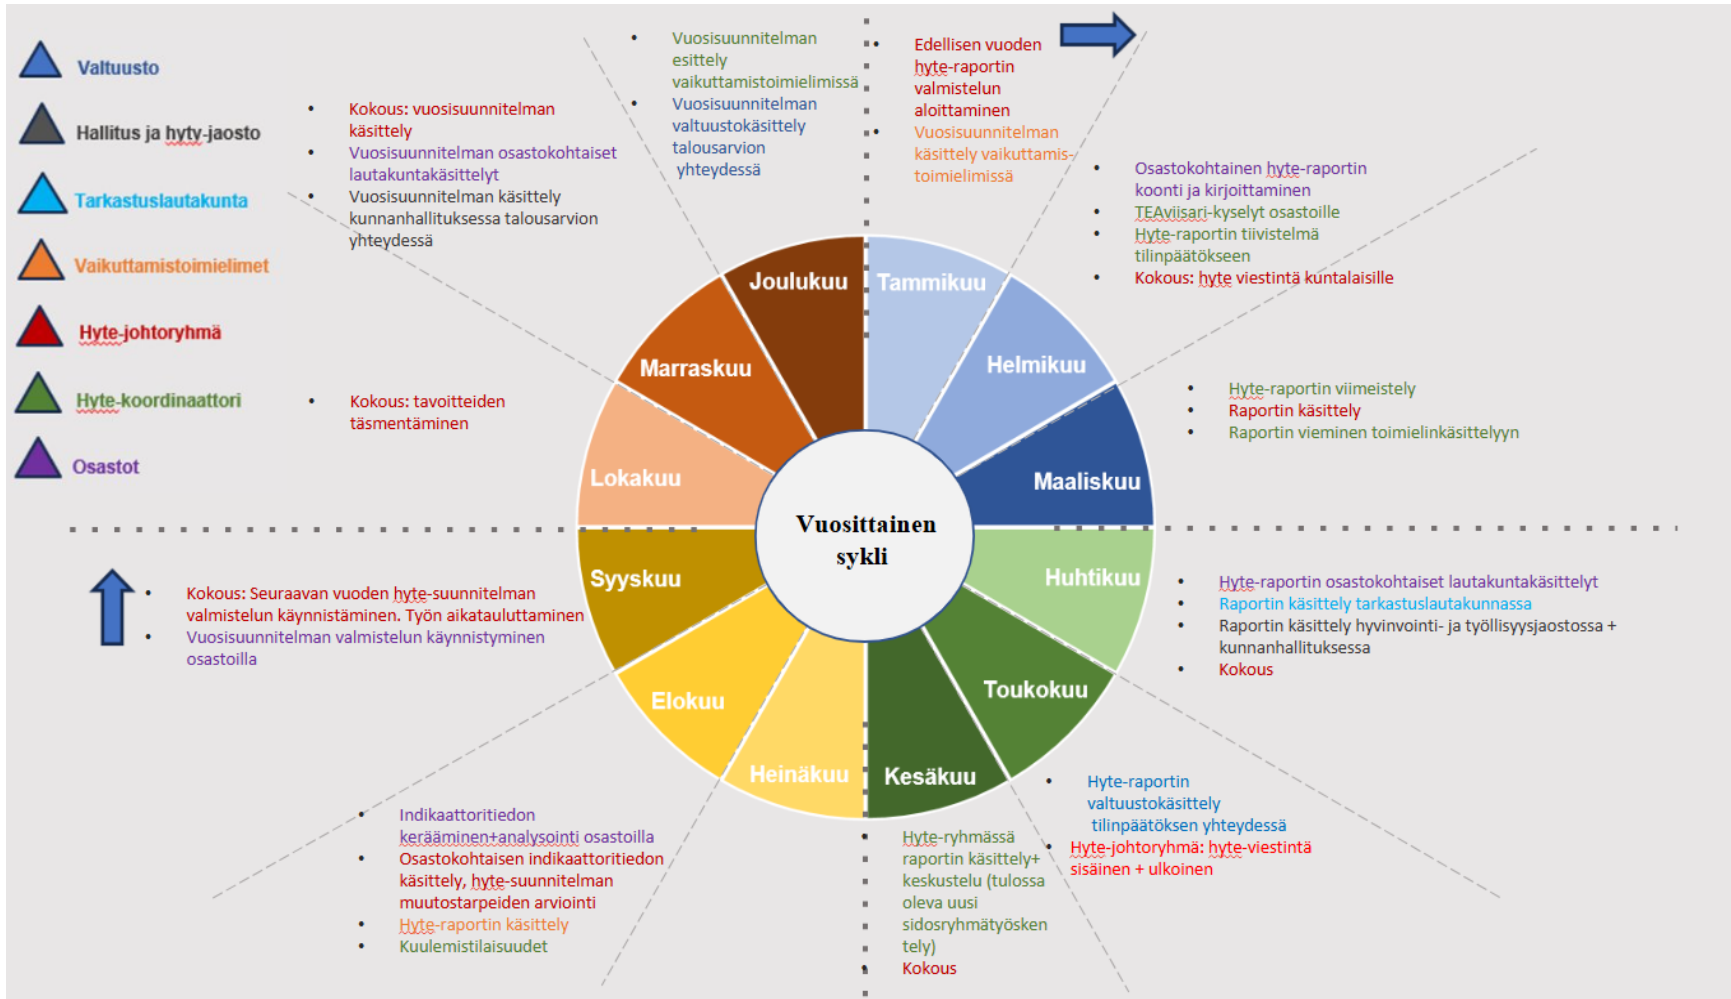 Valtuusto
Hallitus ja hyty-jaosto
Tarkastuslautakunta
Vaikuttamistoimielimet
Hyte-johtoryhmä
Hyte-koordinaattori
Osastot
• Vuosisuunnitelman
esittely
vaikuttamistoimielimissä
• Vuosisuunnitelman
valtuustokäsittely
talousarvion
yhteydessä
• Edellisen vuoden
hyte-raportin
valmistelun
aloittaminen
• Vuosisuunnitelman
käsittely vaikuttamis-
toimielimissä
• Kokous: vuosisuunnitelman
käsittely
• Vuosisuunnitelman osastokohtaiset
lautakuntakäsittelyt
• Vuosisuunnitelman käsittely
kunnanhallituksessa talousarvion
yhteydessä
• Osastokohtainen hyte-raportin
koonti ja kirjoittaminen
• TEAviisari-kyselyt osastoille
• Hyte-raportin tiivistelmä
tilinpäätökseen
• Kokous: hyte viestintä kuntalaisille
• Kokous: tavoitteiden
täsmentäminen
• Hyte-raportin viimeistely
• Raportin käsittely
• Raportin vieminen toimielinkäsittelyyn
Joulukuu
Tammikuu
Marraskuu
Helmikuu
Lokakuu
Maaliskuu
Vuosittainen
sykli
Syyskuu
Huhtikuu
Elokuu
Toukokuu
Heinäkuu
Kesäkuu
• Kokous: Seuraavan vuoden hyte-suunnitelman
valmistelun käynnistäminen. Työn aikatauluttaminen
• Vuosisuunnitelman valmistelun käynnistyminen
osastoilla
• Hyte-raportin osastokohtaiset lautakuntakäsittelyt
• Raportin käsittely tarkastuslautakunnassa
• Raportin käsittely hyvinvointi- ja työllisyysjaostossa +
kunnanhallituksessa
• Kokous
• Indikaattoritiedon
kerääminen+analysointi osastoilla
• Osastokohtaisen indikaattoritiedon
käsittely, hyte-suunnitelman
muutostarpeiden arviointi
• Hyte-raportin käsittely
• Kuulemistilaisuudet
• Hyte-ryhmässä
raportin käsittely+
keskustelu (tulossa
oleva uusi
sidosryhmätyösken
tely)
• Kokous
• Hyte-raportin
valtuustokäsittely
tilinpäätöksen yhteydessä
• Hyte-johtoryhmä: hyte-viestintä
sisäinen + ulkoinen